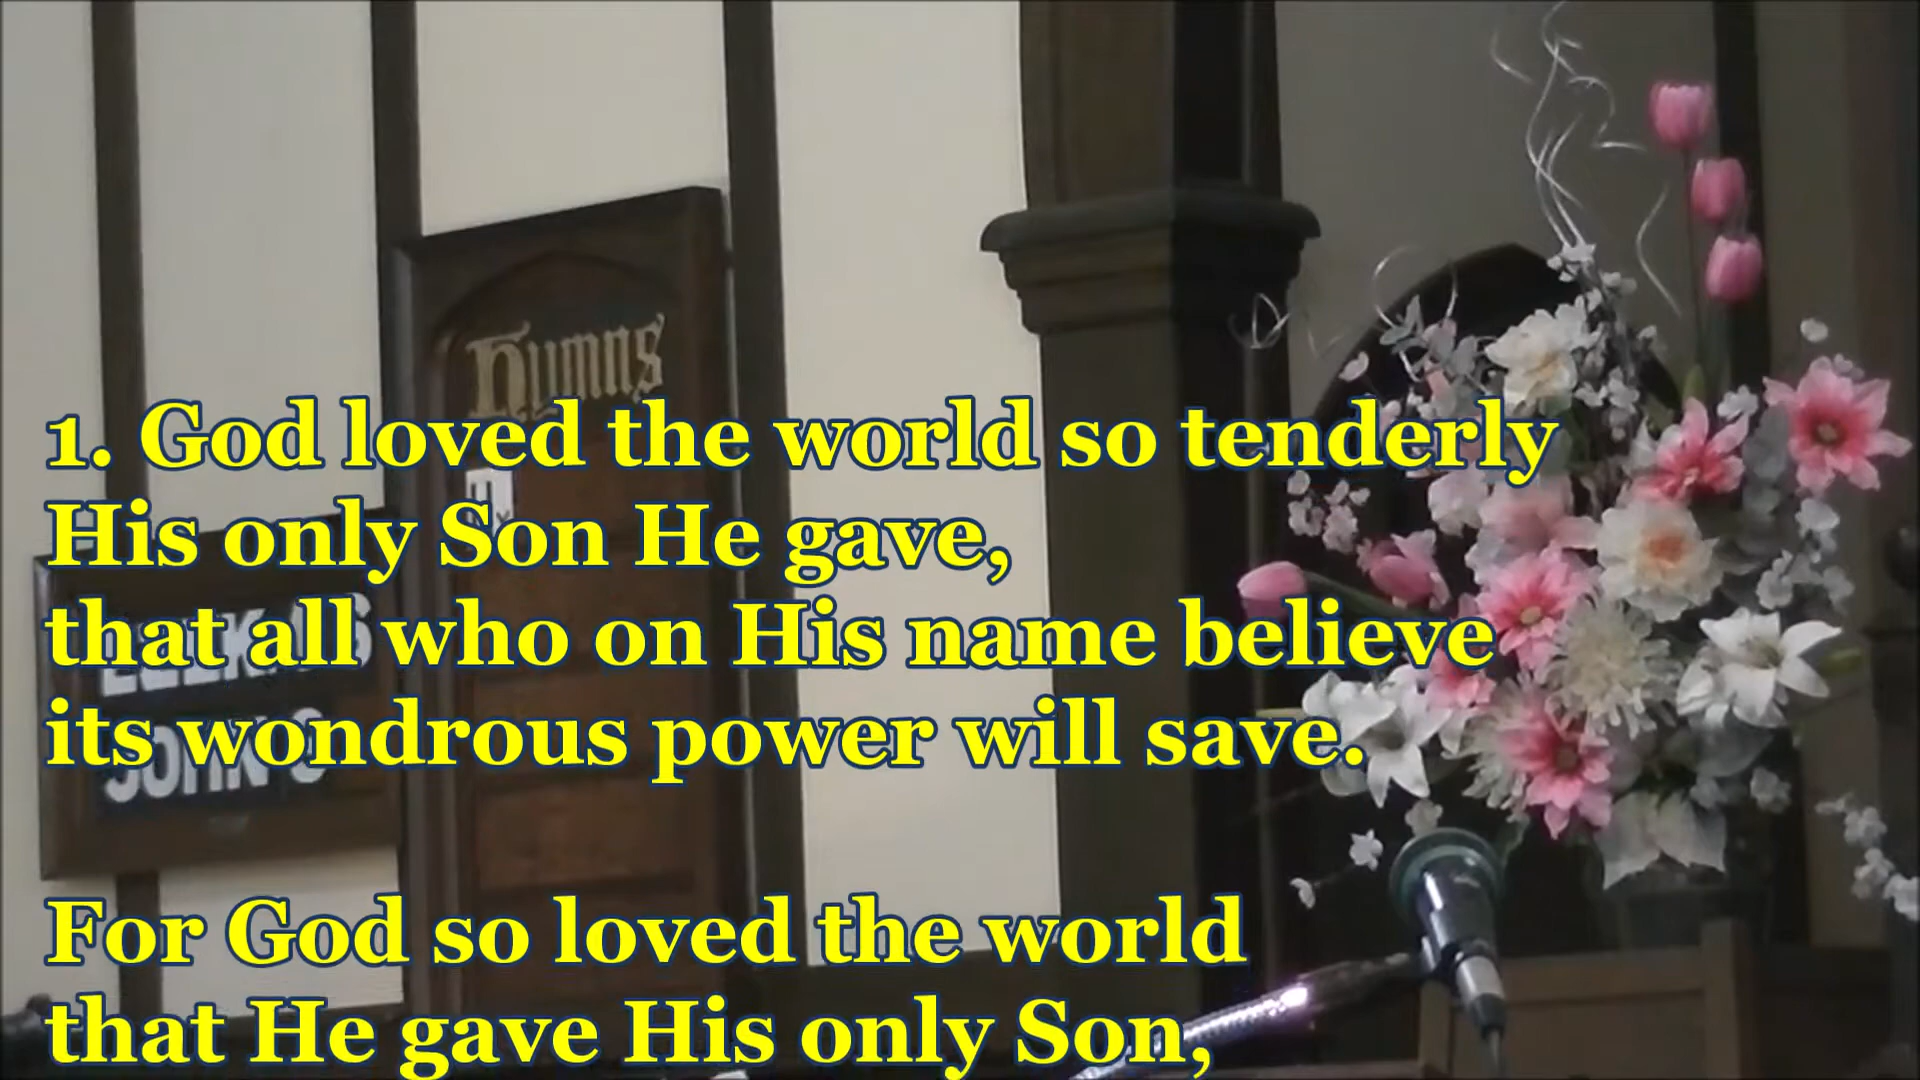 Hymns
1. God loved the world so tenderly
His only Son He gave,
that all who on His name believe
its wondrous power will save.
JOHN'S
For God so loved the world
that He gave His only Son,